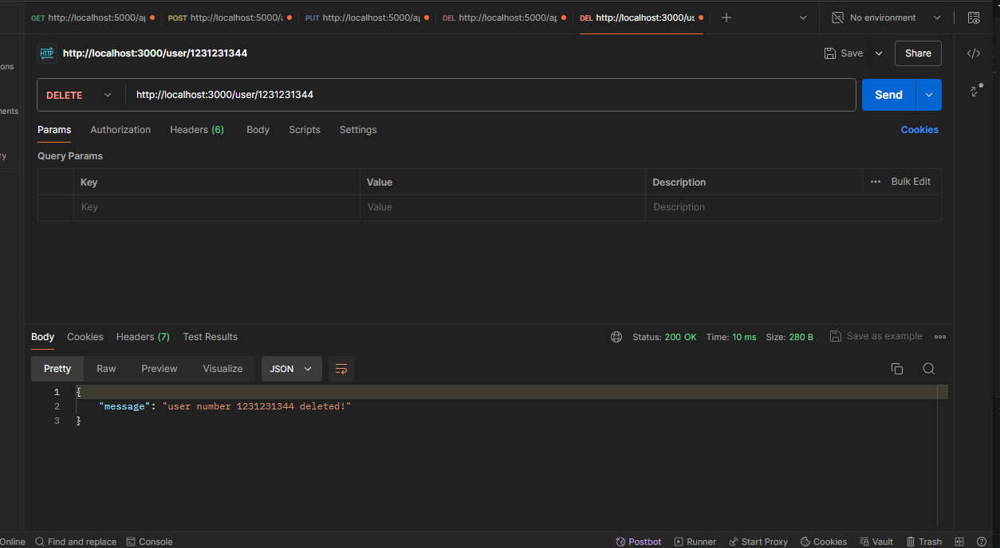 GET http://localhost:5000/ap
POST http://localhost:5000/a
PUT http://localhost:5000/ap
DEL http://localhost:5000/ap
DEL http://localhost:3000/us
No environment
HTTP http://localhost:3000/user/1231231344
Save
Share
ons
DELETE
http://localhost:3000/user/1231231344
Send
nents
Params Authorization Headers (6) Body Scripts Settings
Cookies
ry
Query Params
Key Value Description
Bulk Edit
Key Value Description
Body Cookies Headers (7) Test Results
Status: 200 OK Time: 10 ms Size: 280 B
Save as example
Pretty Raw Preview Visualize
JSON
1 {
2 "message": "user number 1231231344 deleted!"
3 }
Online Find and replace Console
Postbot Runner Start Proxy Cookies Vault Trash